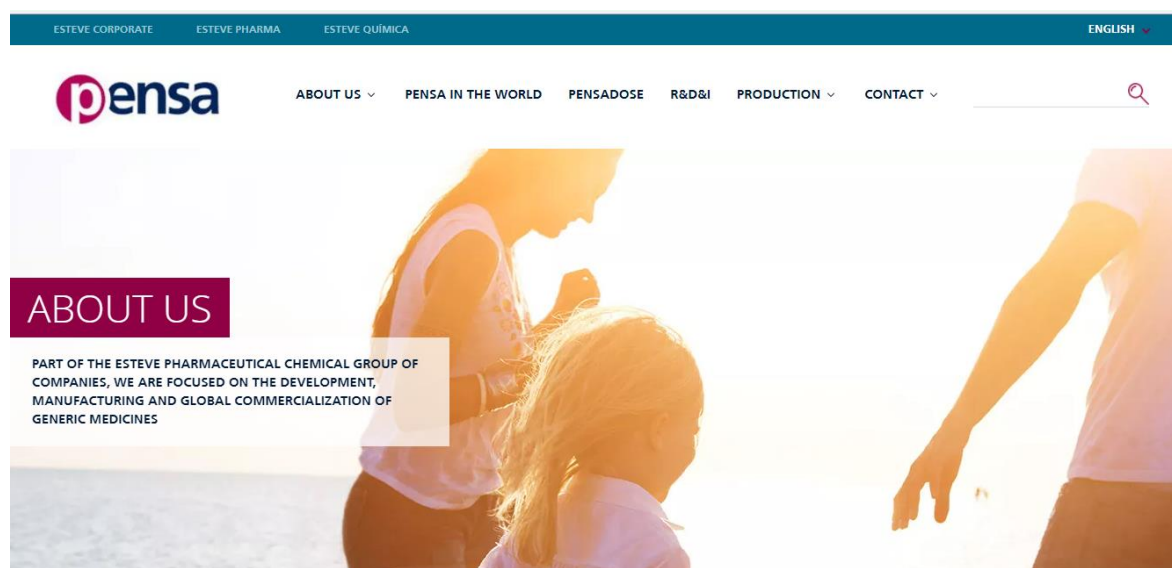 ESTEVE CORPORATE ESTEVE PHARMA ESTEVE QUÍMICA ENGLISH
pensa ABOUT US PENSA IN THE WORLD PENSADOSE R&D&I PRODUCTION CONTACT
ABOUT US
PART OF THE ESTEVE PHARMACEUTICAL CHEMICAL GROUP OF
COMPANIES, WE ARE FOCUSED ON THE DEVELOPMENT,
MANUFACTURING AND GLOBAL COMMERCIALIZATION OF
GENERIC MEDICINES